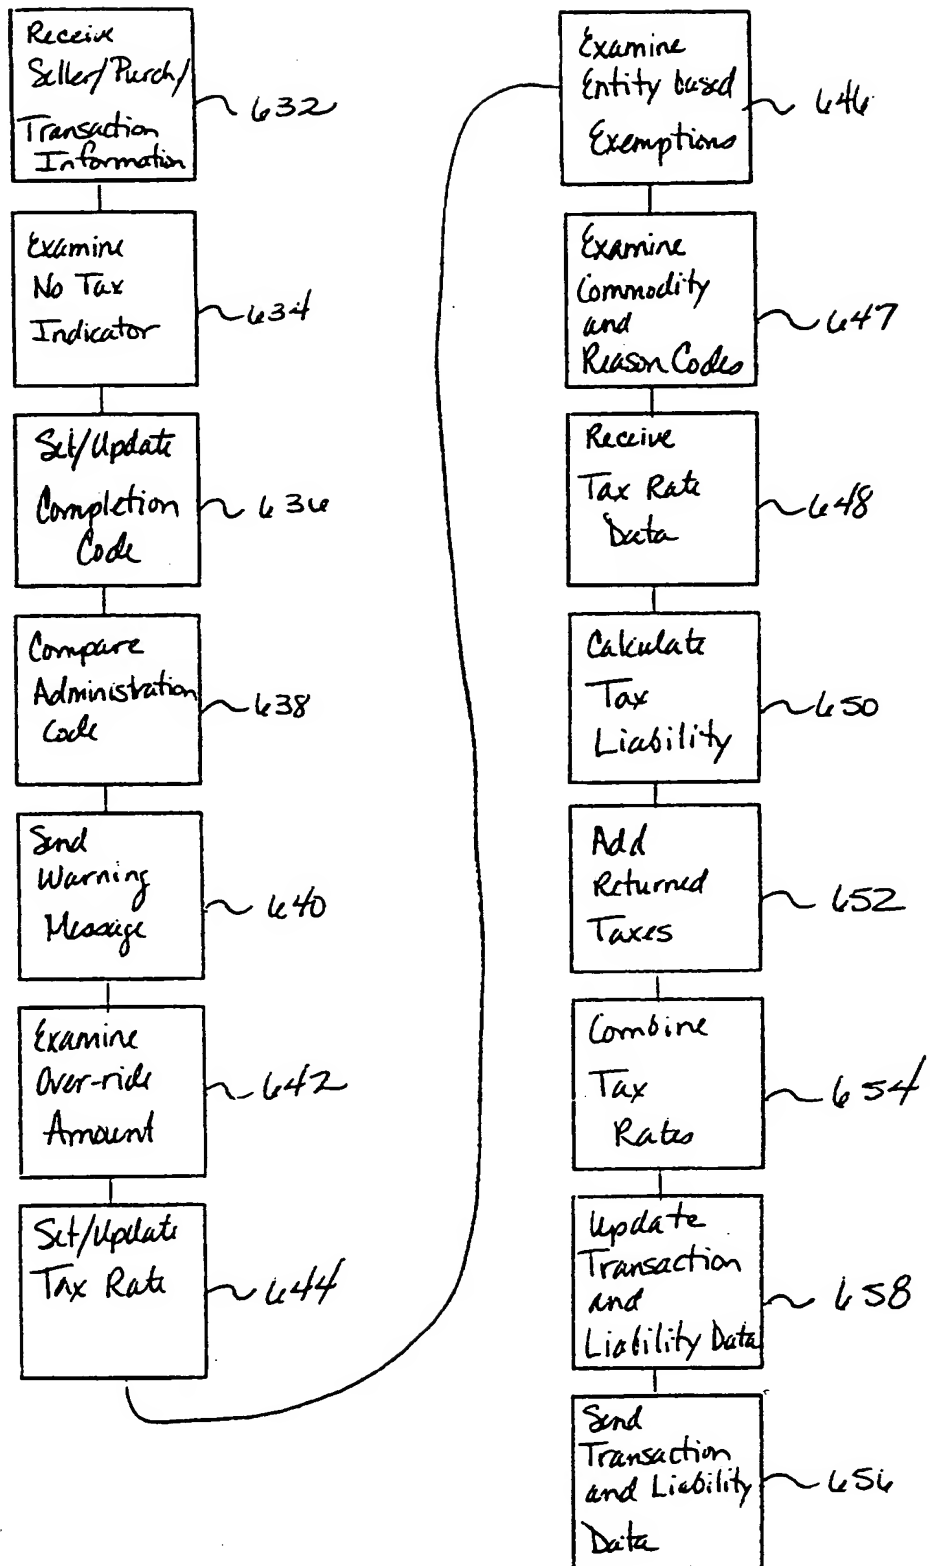 Receive
Seller/Purch/
Transaction
Information
632
Examine
No Tax
Indicator
634
Set/Update
Completion
Code
636
Compare
Administration
Code
638
Send
Warning
Message
640
Examine
Over-ride
Amount
642
Set/Update
Tax Rate
644
Examine
Entity based
Exemptions
646
Examine
Commodity
and
Reason Codes
647
Receive
Tax Rate
Data
648
Calculate
Tax
Liability
650
Add
Returned
Taxes
652
Combine
Tax
Rates
654
Update
Transaction
and
Liability Data
658
Send
Transaction
and Liability
Data
656